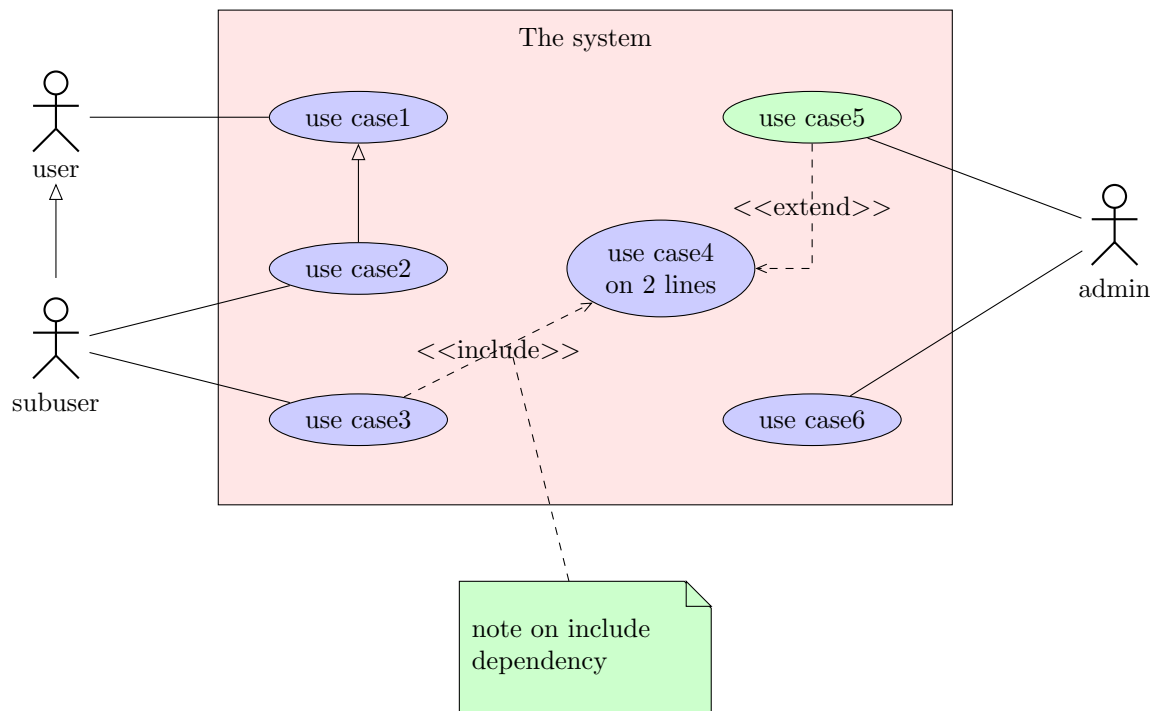 The system
user
use case1
use case5
<<extend>>
use case2
use case4
on 2 lines
admin
<<include>>
subuser
use case3
use case6
note on include
dependency